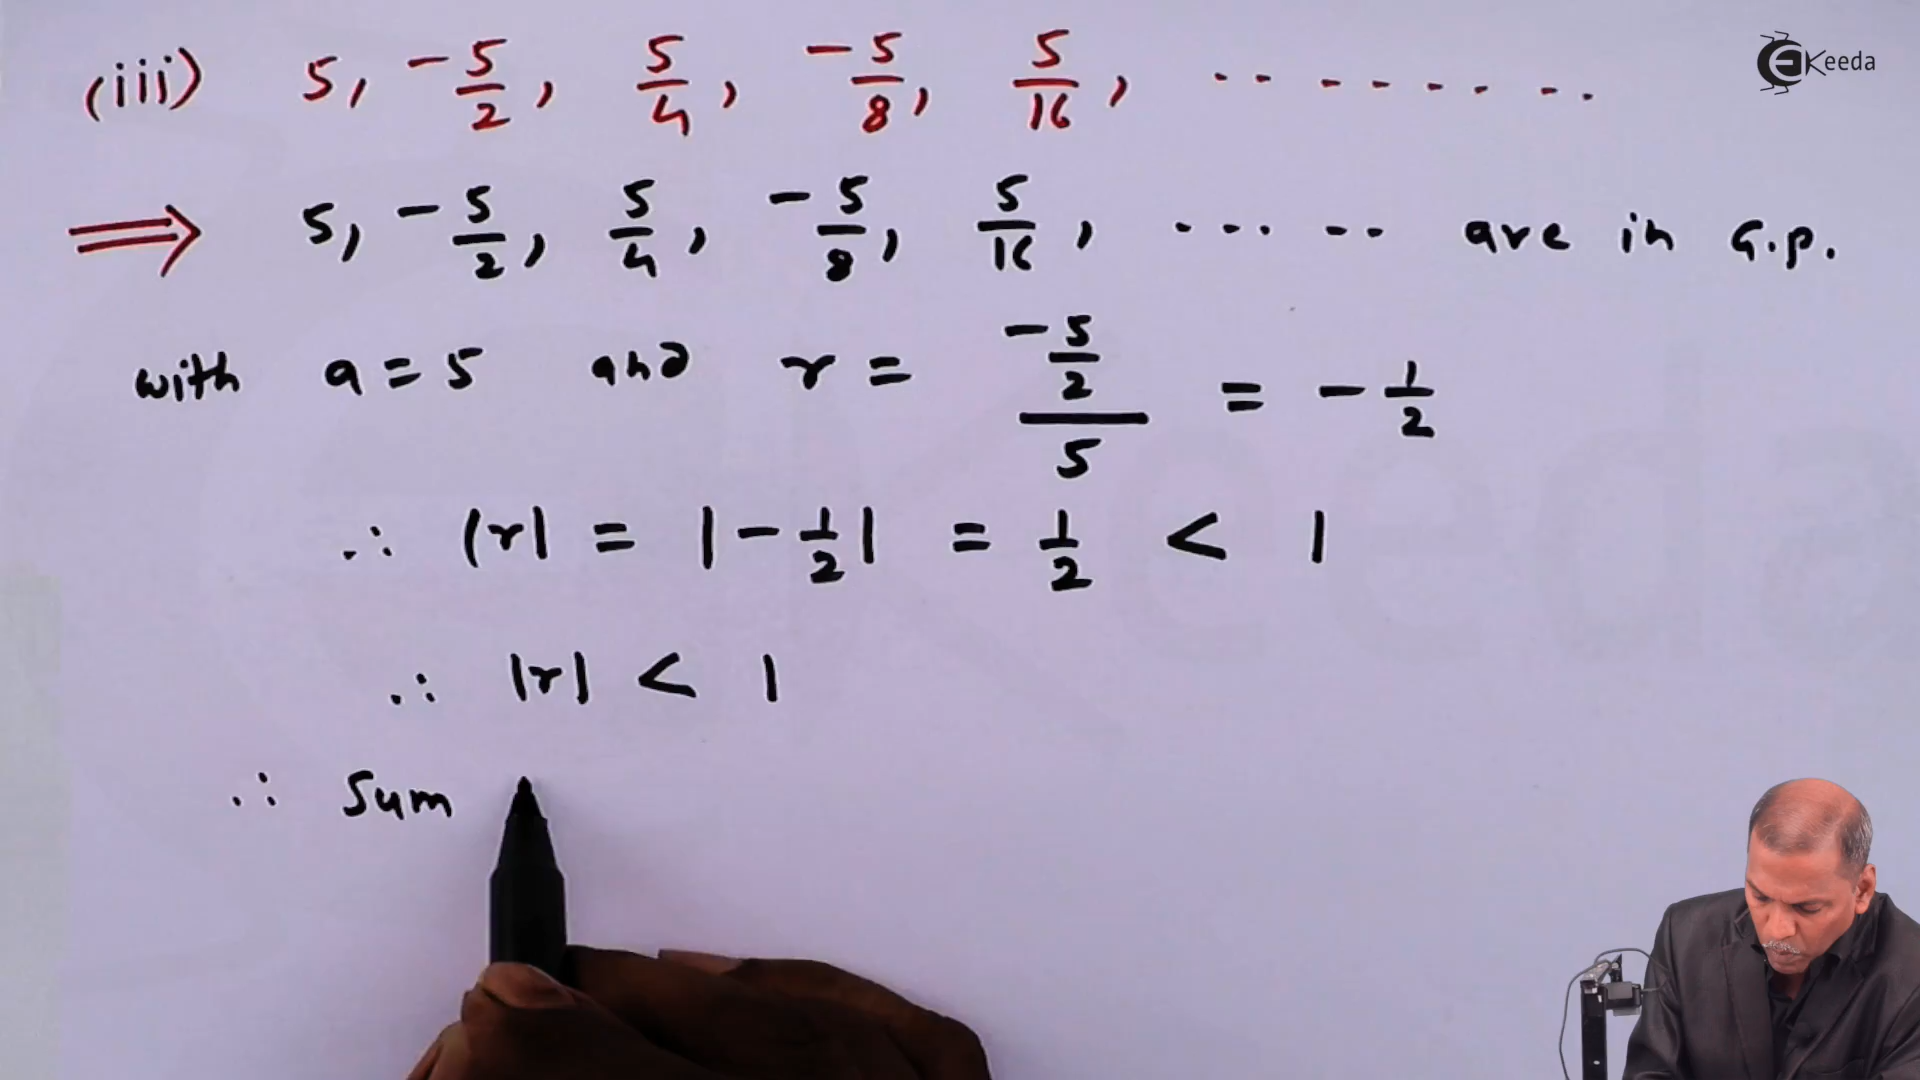 (iii) 5, -5/2, 5/4, -5/8, 5/16, ...........
EKeeda
⟹ 5, -5/2, 5/4, -5/8, 5/16, ...... are in G.p.
with a = 5 and r = (-5/2)/5 = -1/2
∴ |r| = |-1/2| = 1/2 < 1
∴ |r| < 1
∴ Sum